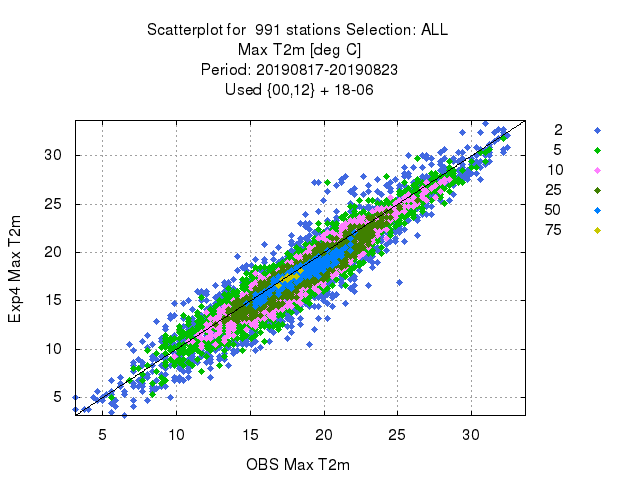 Scatterplot for 991 stations Selection: ALL
Max T2m [deg C]
Period: 20190817-20190823
Used {00,12} + 18-06
2
5
10
25
50
75
30
25
20
15
10
5
Exp4 Max T2m
5 10 15 20 25 30
OBS Max T2m